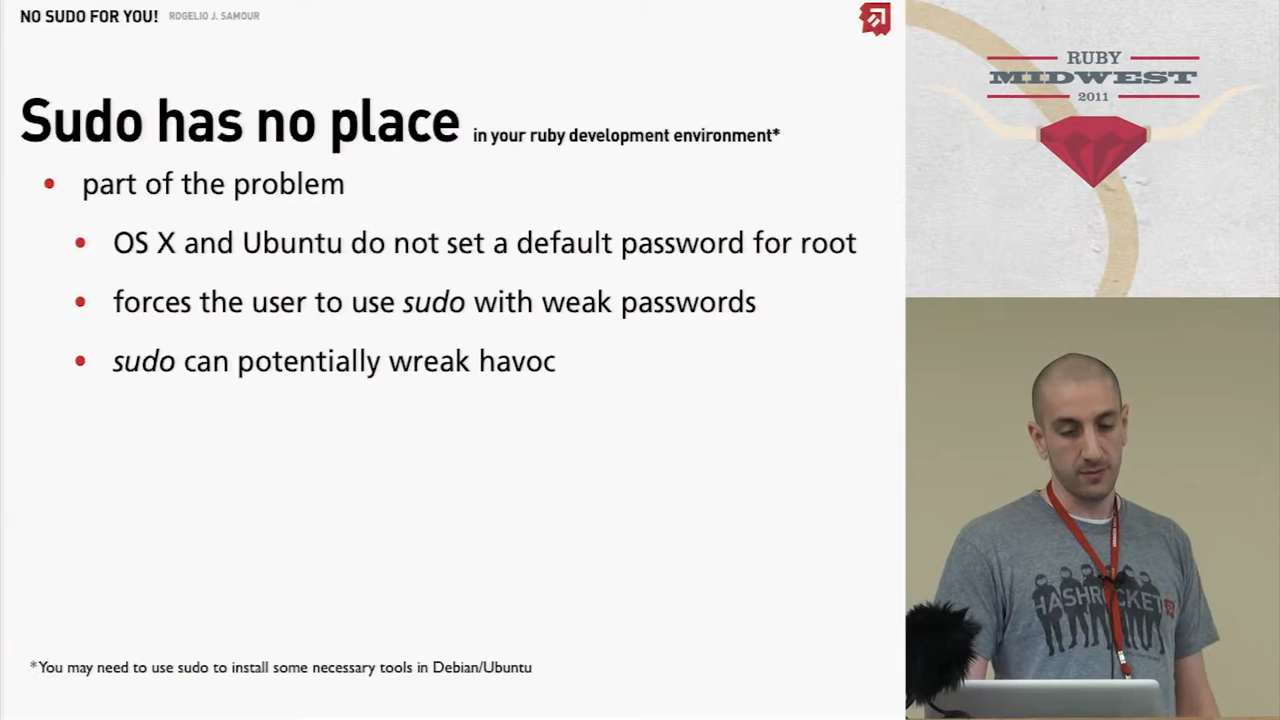 NO SUDO FOR YOU! ROGELIO J. SAMOUR
Sudo has no place in your ruby development environment*
• part of the problem
• OS X and Ubuntu do not set a default password for root
• forces the user to use sudo with weak passwords
• sudo can potentially wreak havoc
*You may need to use sudo to install some necessary tools in Debian/Ubuntu
RUBY
MIDWEST
2011
HASHROCKET